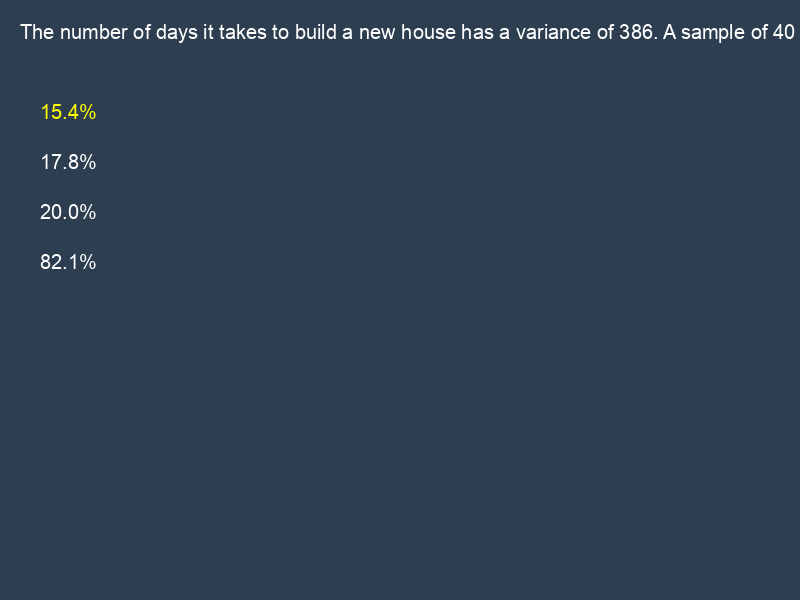 The number of days it takes to build a new house has a variance of 386. A sample of 40
15.4%
17.8%
20.0%
82.1%